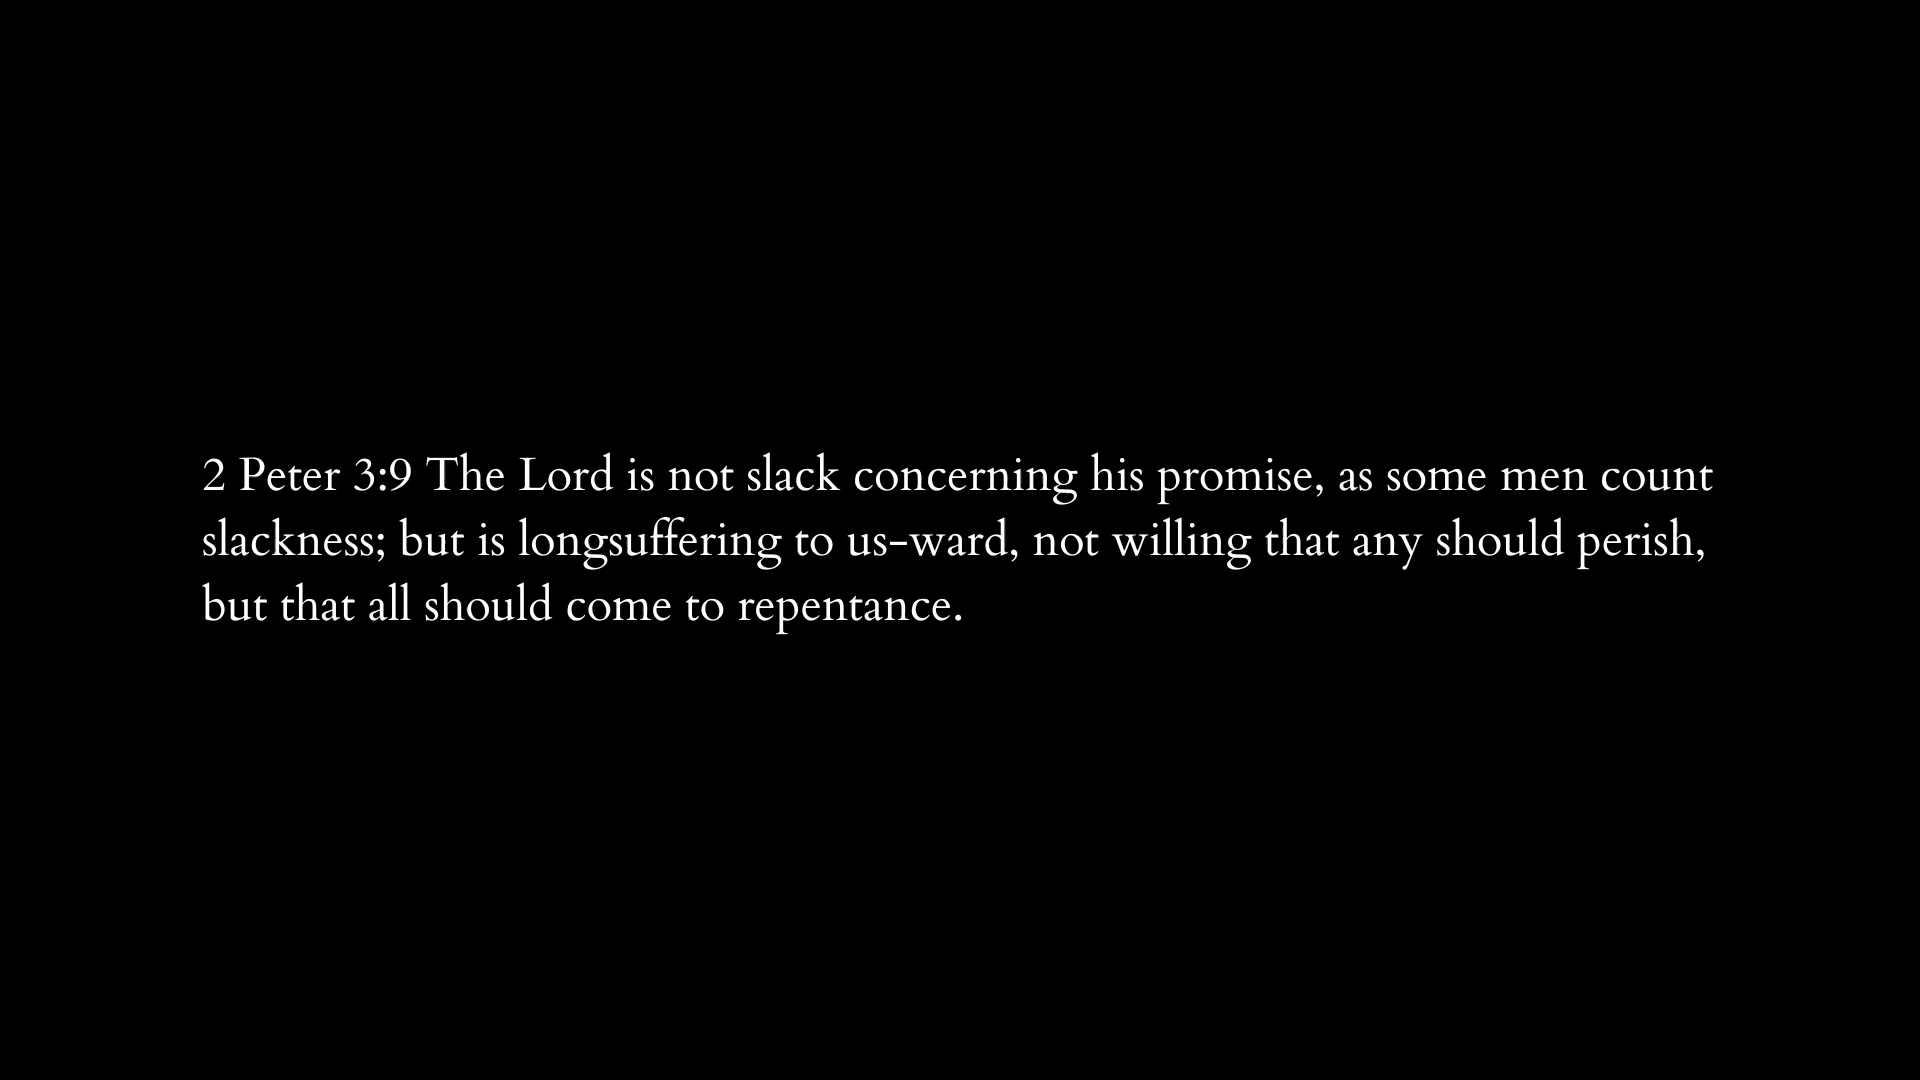 2 Peter 3:9 The Lord is not slack concerning his promise, as some men count
slackness; but is longsuffering to us-ward, not willing that any should perish,
but that all should come to repentance.